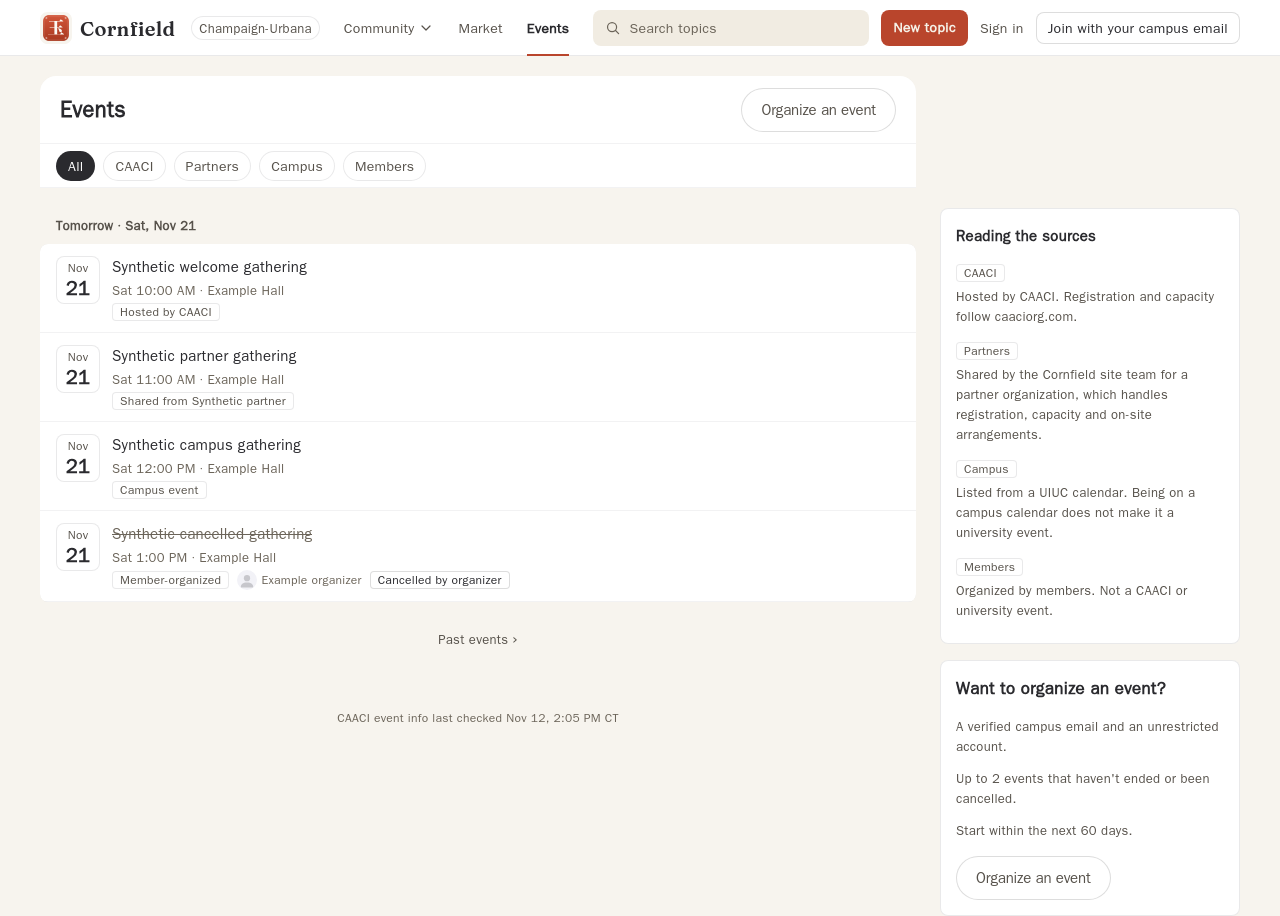 Cornfield
Champaign-Urbana
Community
Market
Events
Search topics
New topic
Sign in
Join with your campus email
Events
Organize an event
All
CAACI
Partners
Campus
Members
Tomorrow · Sat, Nov 21
Nov
21
Synthetic welcome gathering
Sat 10:00 AM · Example Hall
Hosted by CAACI
Nov
21
Synthetic partner gathering
Sat 11:00 AM · Example Hall
Shared from Synthetic partner
Nov
21
Synthetic campus gathering
Sat 12:00 PM · Example Hall
Campus event
Nov
21
Synthetic cancelled gathering
Sat 1:00 PM · Example Hall
Member-organized
Example organizer
Cancelled by organizer
Past events ›
CAACI event info last checked Nov 12, 2:05 PM CT
Reading the sources
CAACI
Hosted by CAACI. Registration and capacity
follow caaciorg.com.
Partners
Shared by the Cornfield site team for a
partner organization, which handles
registration, capacity and on-site
arrangements.
Campus
Listed from a UIUC calendar. Being on a
campus calendar does not make it a
university event.
Members
Organized by members. Not a CAACI or
university event.
Want to organize an event?
A verified campus email and an unrestricted
account.
Up to 2 events that haven't ended or been
cancelled.
Start within the next 60 days.
Organize an event